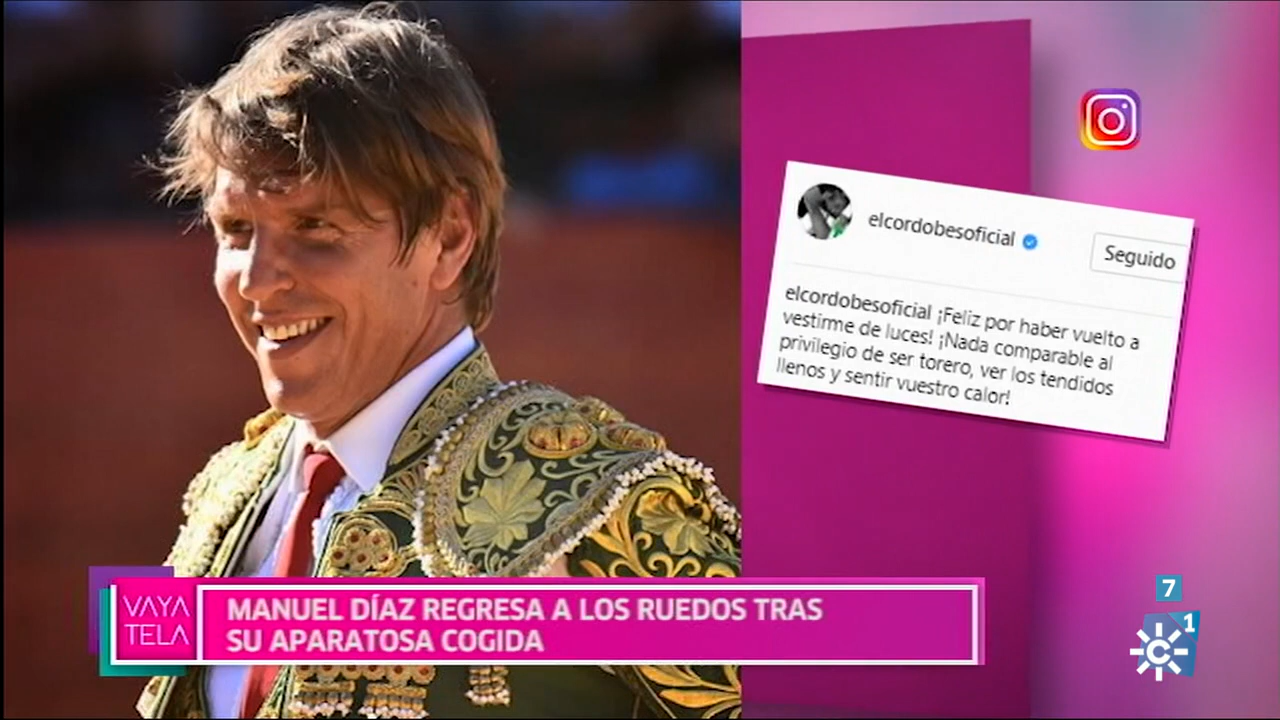 elcordobesoficial
Seguido
elcordobesoficial ¡Feliz por haber vuelto a
vestirme de luces! ¡Nada comparable al
privilegio de ser torero, ver los tendidos
llenos y sentir vuestro calor!
VAYA
TELA
MANUEL DÍAZ REGRESA A LOS RUEDOS TRAS
SU APARATOSA COGIDA
7
1